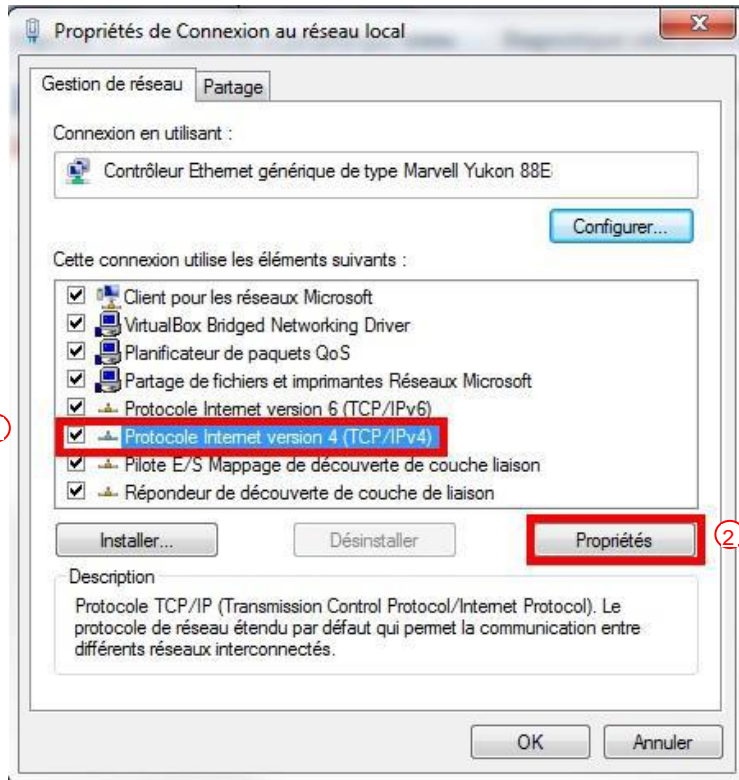 Propriétés de Connexion au réseau local
Gestion de réseau
Partage
Connexion en utilisant :
Contrôleur Ethernet générique de type Marvell Yukon 88E
Configurer...
Cette connexion utilise les éléments suivants :
Client pour les réseaux Microsoft
VirtualBox Bridged Networking Driver
Planificateur de paquets QoS
Partage de fichiers et imprimantes Réseaux Microsoft
Protocole Internet version 6 (TCP/IPv6)
Protocole Internet version 4 (TCP/IPv4)
Pilote E/S Mappage de découverte de couche liaison
Répondeur de découverte de couche de liaison
Installer...
Désinstaller
Propriétés
2
Description
Protocole TCP/IP (Transmission Control Protocol/Internet Protocol). Le
protocole de réseau étendu par défaut qui permet la communication entre
différents réseaux interconnectés.
OK
Annuler